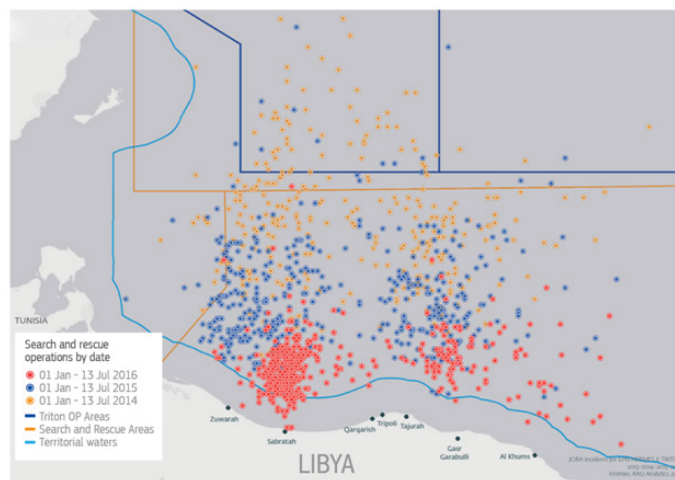 TUNISIA
Search and rescue
operations by date
01 Jan - 13 Jul 2016
01 Jan - 13 Jul 2015
01 Jan - 13 Jul 2014
Triton OP Areas
Search and Rescue Areas
Territorial waters
Zuwarah
Sabratah
Qarqarish
Tripoli
Tajurah
Gasr
Garabulli
Al Khums
LIBYA